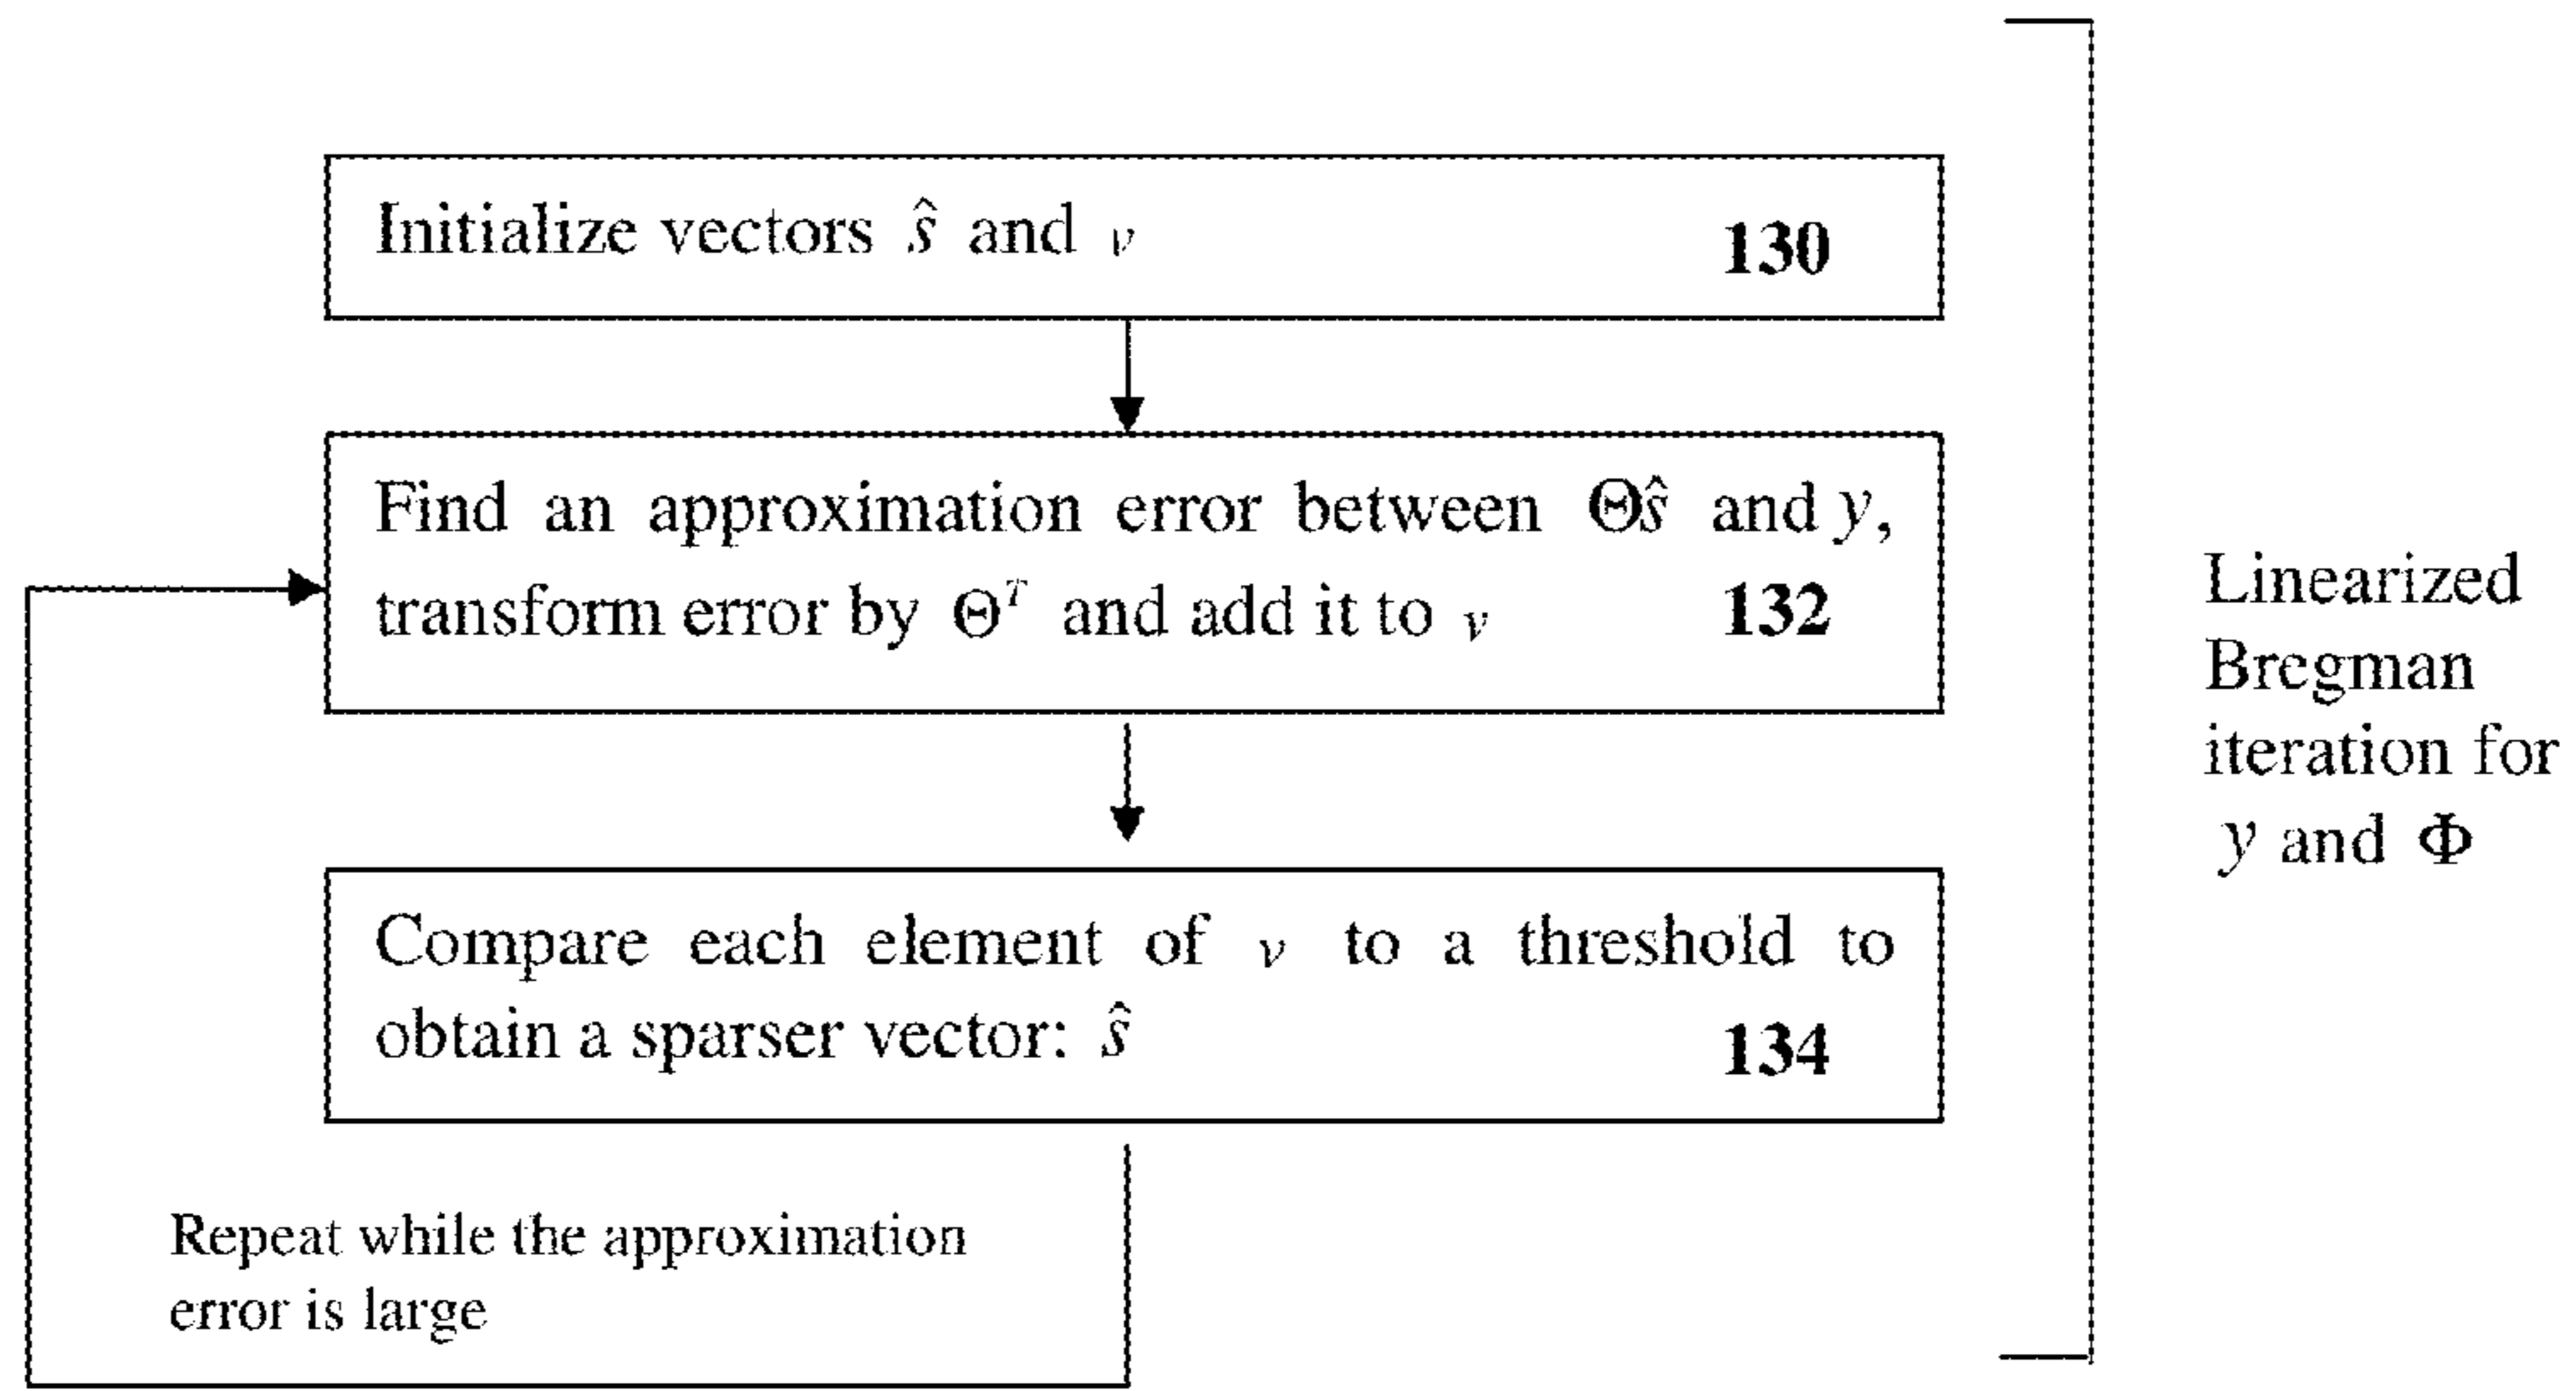 Initialize vectors ŝ and v
130
Find an approximation error between Θŝ and y,
transform error by Θᵀ and add it to v 132
Compare each element of v to a threshold to
obtain a sparser vector: ŝ
134
Repeat while the approximation
error is large
Linearized
Bregman
iteration for
y and Φ